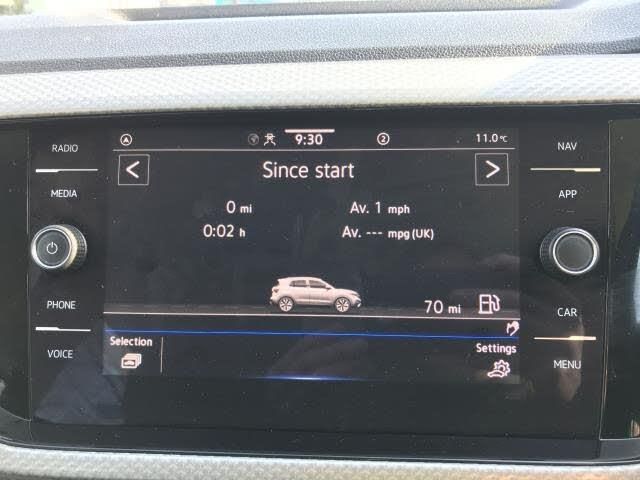 RADIO
MEDIA
PHONE
VOICE
9:30
2
11.0 °C
< Since start >
0 mi Av. 1 mph
0:02 h Av. --- mpg (UK)
70 mi
Selection
Settings
NAV
APP
CAR
MENU